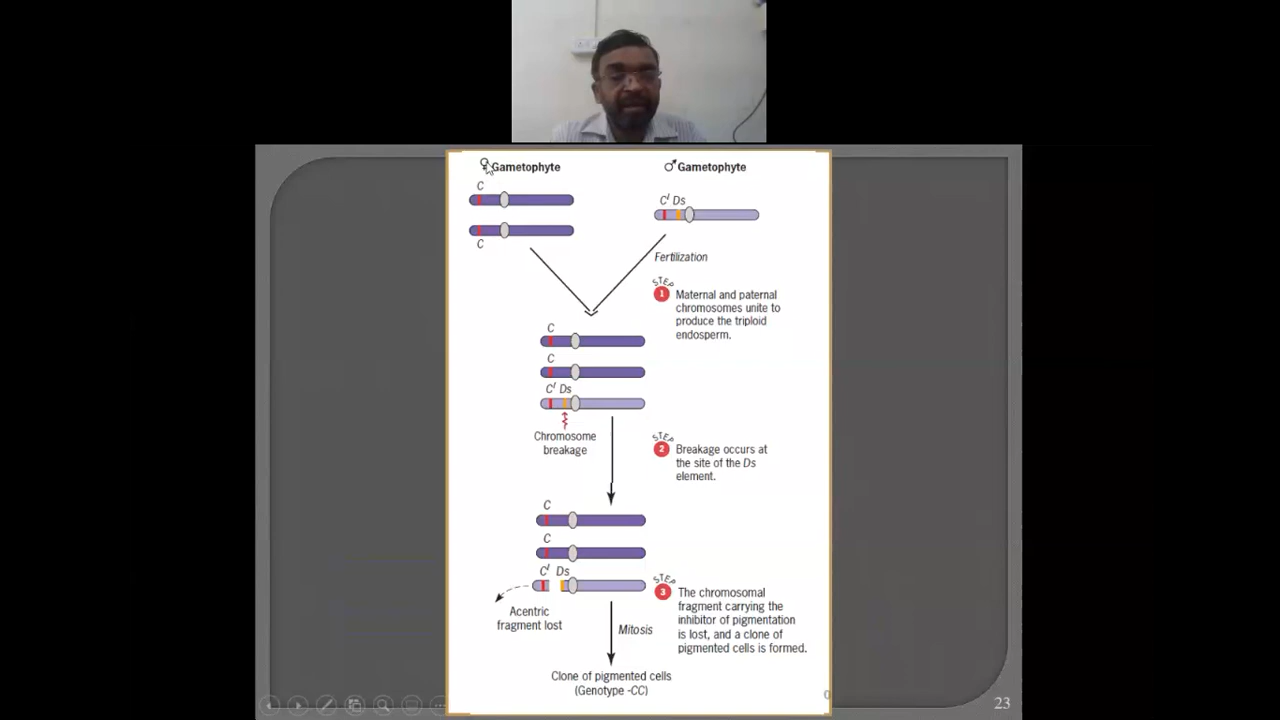 ♀ Gametophyte
♂ Gametophyte
C
C
C^I Ds
Fertilization
STEP
1 Maternal and paternal
chromosomes unite to
produce the triploid
endosperm.
C
C
C^I Ds
Chromosome
breakage
STEP
2 Breakage occurs at
the site of the Ds
element.
C
C
C^I Ds
Acentric
fragment lost
Mitosis
STEP
3 The chromosomal
fragment carrying the
inhibitor of pigmentation
is lost, and a clone of
pigmented cells is formed.
Clone of pigmented cells
(Genotype -CC)
23